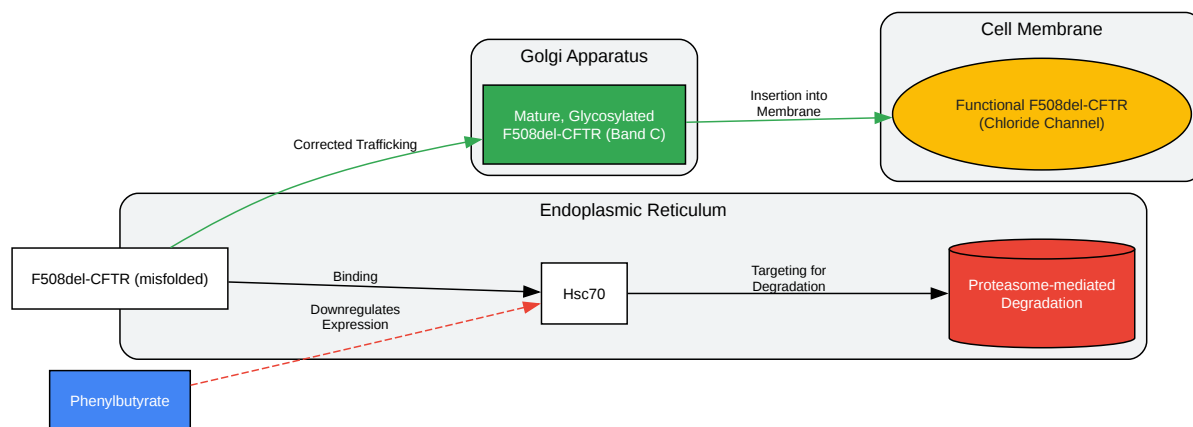 Cell Membrane
Golgi Apparatus
Mature, Glycosylated
F508del-CFTR (Band C)
Insertion into
Membrane
Functional F508del-CFTR
(Chloride Channel)
Corrected Trafficking
Endoplasmic Reticulum
F508del-CFTR (misfolded)
Binding
Hsc70
Targeting for
Degradation
Proteasome-mediated
Degradation
Downregulates
Expression
Phenylbutyrate